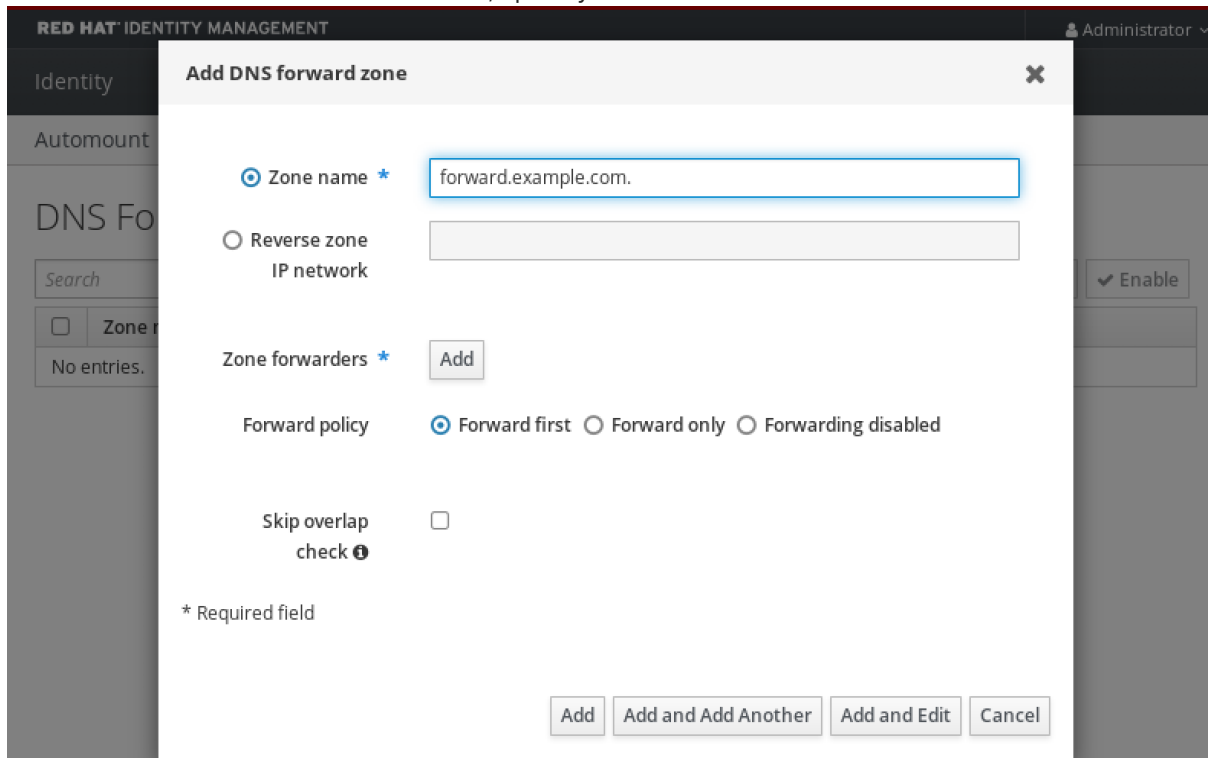 RED HAT® IDENTITY MANAGEMENT
Administrator
Identity
Add DNS forward zone
Automount
Zone name *
forward.example.com.
DNS Fo
Reverse zone
IP network
Search
Enable
Zone
No entries.
Zone forwarders *
Add
Forward policy
Forward first
Forward only
Forwarding disabled
Skip overlap
check
* Required field
Add
Add and Add Another
Add and Edit
Cancel